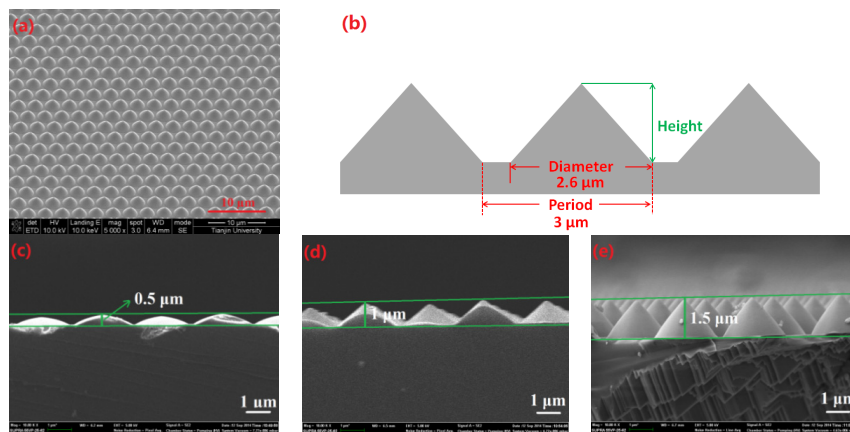 (a)
10 μm
det HV Landing E mag spot WD mode
ETD 10.0 kV 10.0 keV 5 000 x 3.0 6.4 mm SE
10 μm
Tianjin University
(b)
Height
Diameter
2.6 μm
Period
3 μm
(c)
0.5 μm
1 μm
(d)
1 μm
1 μm
(e)
1.5 μm
1 μm